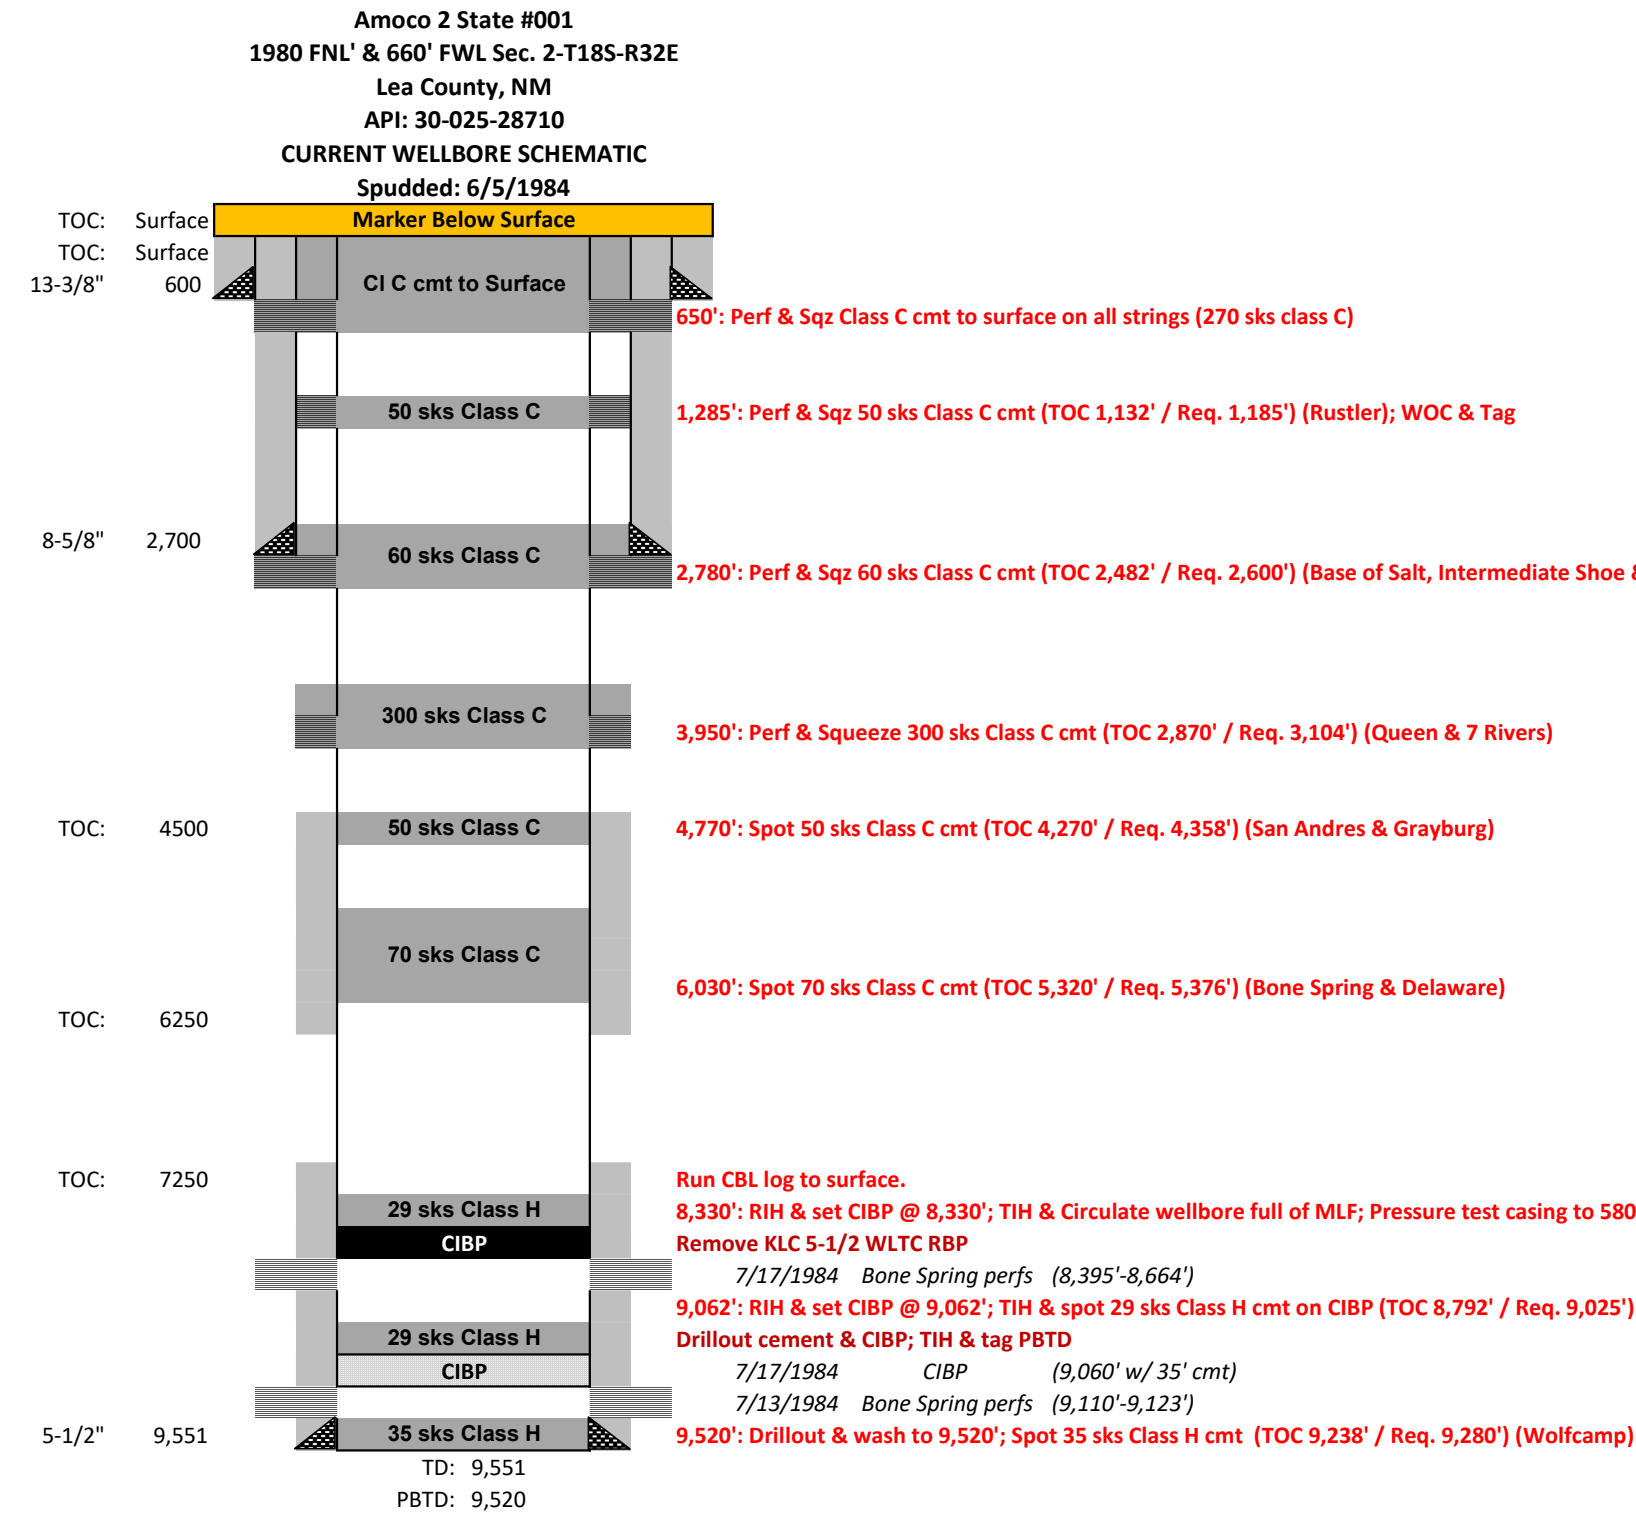 Amoco 2 State #001
1980 FNL' & 660' FWL Sec. 2-T18S-R32E
Lea County, NM
API: 30-025-28710
CURRENT WELLBORE SCHEMATIC
Spudded: 6/5/1984
TOC: Surface Marker Below Surface
TOC: Surface
13-3/8" 600 Cl C cmt to Surface
650': Perf & Sqz Class C cmt to surface on all strings (270 sks class C)
50 sks Class C 1,285': Perf & Sqz 50 sks Class C cmt (TOC 1,132' / Req. 1,185') (Rustler); WOC & Tag
8-5/8" 2,700 60 sks Class C
2,780': Perf & Sqz 60 sks Class C cmt (TOC 2,482' / Req. 2,600') (Base of Salt, Intermediate Shoe &
300 sks Class C
3,950': Perf & Squeeze 300 sks Class C cmt (TOC 2,870' / Req. 3,104') (Queen & 7 Rivers)
TOC: 4500 50 sks Class C 4,770': Spot 50 sks Class C cmt (TOC 4,270' / Req. 4,358') (San Andres & Grayburg)
70 sks Class C
6,030': Spot 70 sks Class C cmt (TOC 5,320' / Req. 5,376') (Bone Spring & Delaware)
TOC: 6250
TOC: 7250 Run CBL log to surface.
29 sks Class H 8,330': RIH & set CIBP @ 8,330'; TIH & Circulate wellbore full of MLF; Pressure test casing to 580
CIBP Remove KLC 5-1/2 WLTC RBP
7/17/1984 Bone Spring perfs (8,395'-8,664')
9,062': RIH & set CIBP @ 9,062'; TIH & spot 29 sks Class H cmt on CIBP (TOC 8,792' / Req. 9,025')
29 sks Class H Drillout cement & CIBP; TIH & tag PBTD
CIBP 7/17/1984 CIBP (9,060' w/ 35' cmt)
7/13/1984 Bone Spring perfs (9,110'-9,123')
5-1/2" 9,551 35 sks Class H 9,520': Drillout & wash to 9,520'; Spot 35 sks Class H cmt (TOC 9,238' / Req. 9,280') (Wolfcamp)
TD: 9,551
PBTD: 9,520